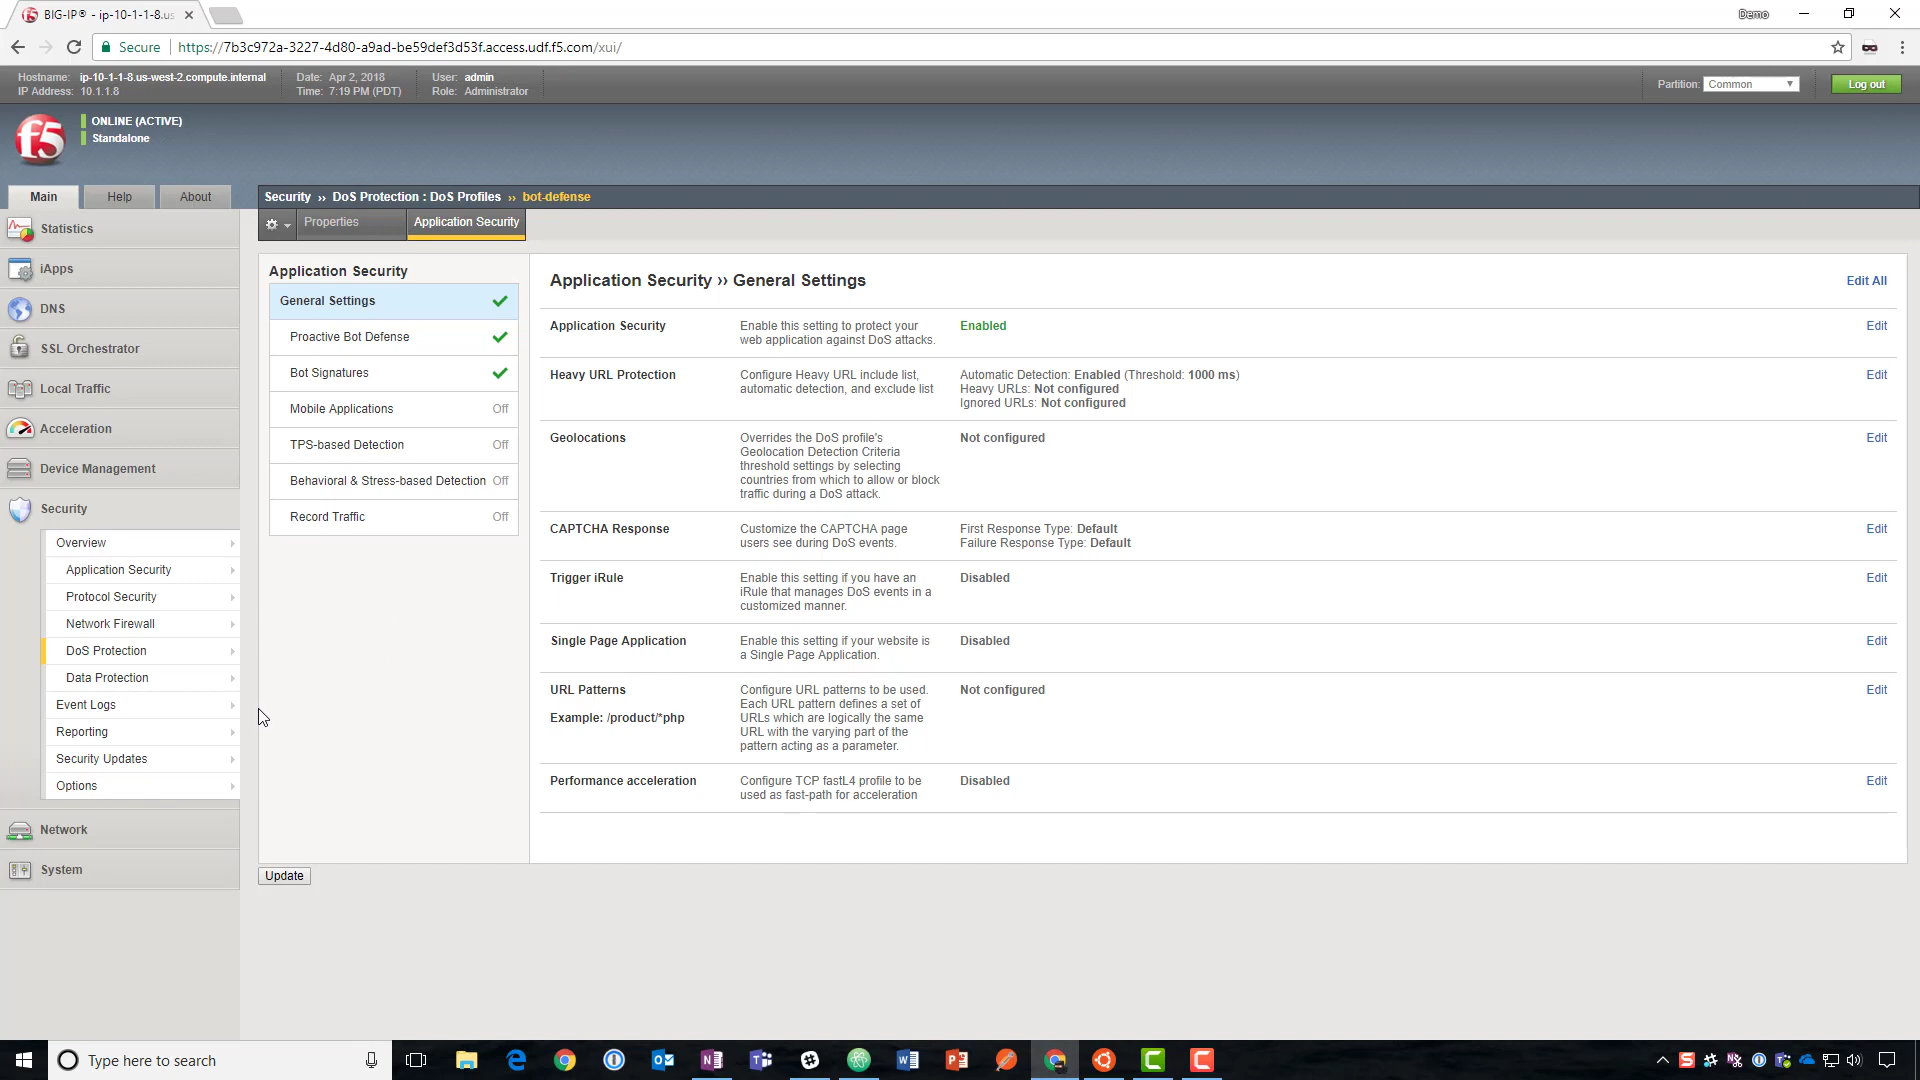 BIG-IP® - ip-10-1-1-8.us
Demo
Secure
https://7b3c972a-3227-4d80-a9ad-be59def3d53f.access.udf.f5.com/xui/
Hostname: ip-10-1-1-8.us-west-2.compute.internal
IP Address: 10.1.1.8
Date: Apr 2, 2018
Time: 7:19 PM (PDT)
User: admin
Role: Administrator
Partition: Common
Log out
f5
ONLINE (ACTIVE)
Standalone
Main
Help
About
Security ›› DoS Protection : DoS Profiles ›› bot-defense
Properties
Application Security
Statistics
iApps
DNS
SSL Orchestrator
Local Traffic
Acceleration
Device Management
Security
Overview
Application Security
Protocol Security
Network Firewall
DoS Protection
Data Protection
Event Logs
Reporting
Security Updates
Options
Network
System
Application Security
General Settings
Proactive Bot Defense
Bot Signatures
Mobile Applications Off
TPS-based Detection Off
Behavioral & Stress-based Detection Off
Record Traffic Off
Application Security ›› General Settings
Edit All
Application Security
Enable this setting to protect your
web application against DoS attacks.
Enabled
Edit
Heavy URL Protection
Configure Heavy URL include list,
automatic detection, and exclude list
Automatic Detection: Enabled (Threshold: 1000 ms)
Heavy URLs: Not configured
Ignored URLs: Not configured
Edit
Geolocations
Overrides the DoS profile's
Geolocation Detection Criteria
threshold settings by selecting
countries from which to allow or block
traffic during a DoS attack.
Not configured
Edit
CAPTCHA Response
Customize the CAPTCHA page
users see during DoS events.
First Response Type: Default
Failure Response Type: Default
Edit
Trigger iRule
Enable this setting if you have an
iRule that manages DoS events in a
customized manner.
Disabled
Edit
Single Page Application
Enable this setting if your website is
a Single Page Application.
Disabled
Edit
URL Patterns
Example: /product/*php
Configure URL patterns to be used.
Each URL pattern defines a set of
URLs which are logically the same
URL with the varying part of the
pattern acting as a parameter.
Not configured
Edit
Performance acceleration
Configure TCP fastL4 profile to be
used as fast-path for acceleration
Disabled
Edit
Update
Type here to search